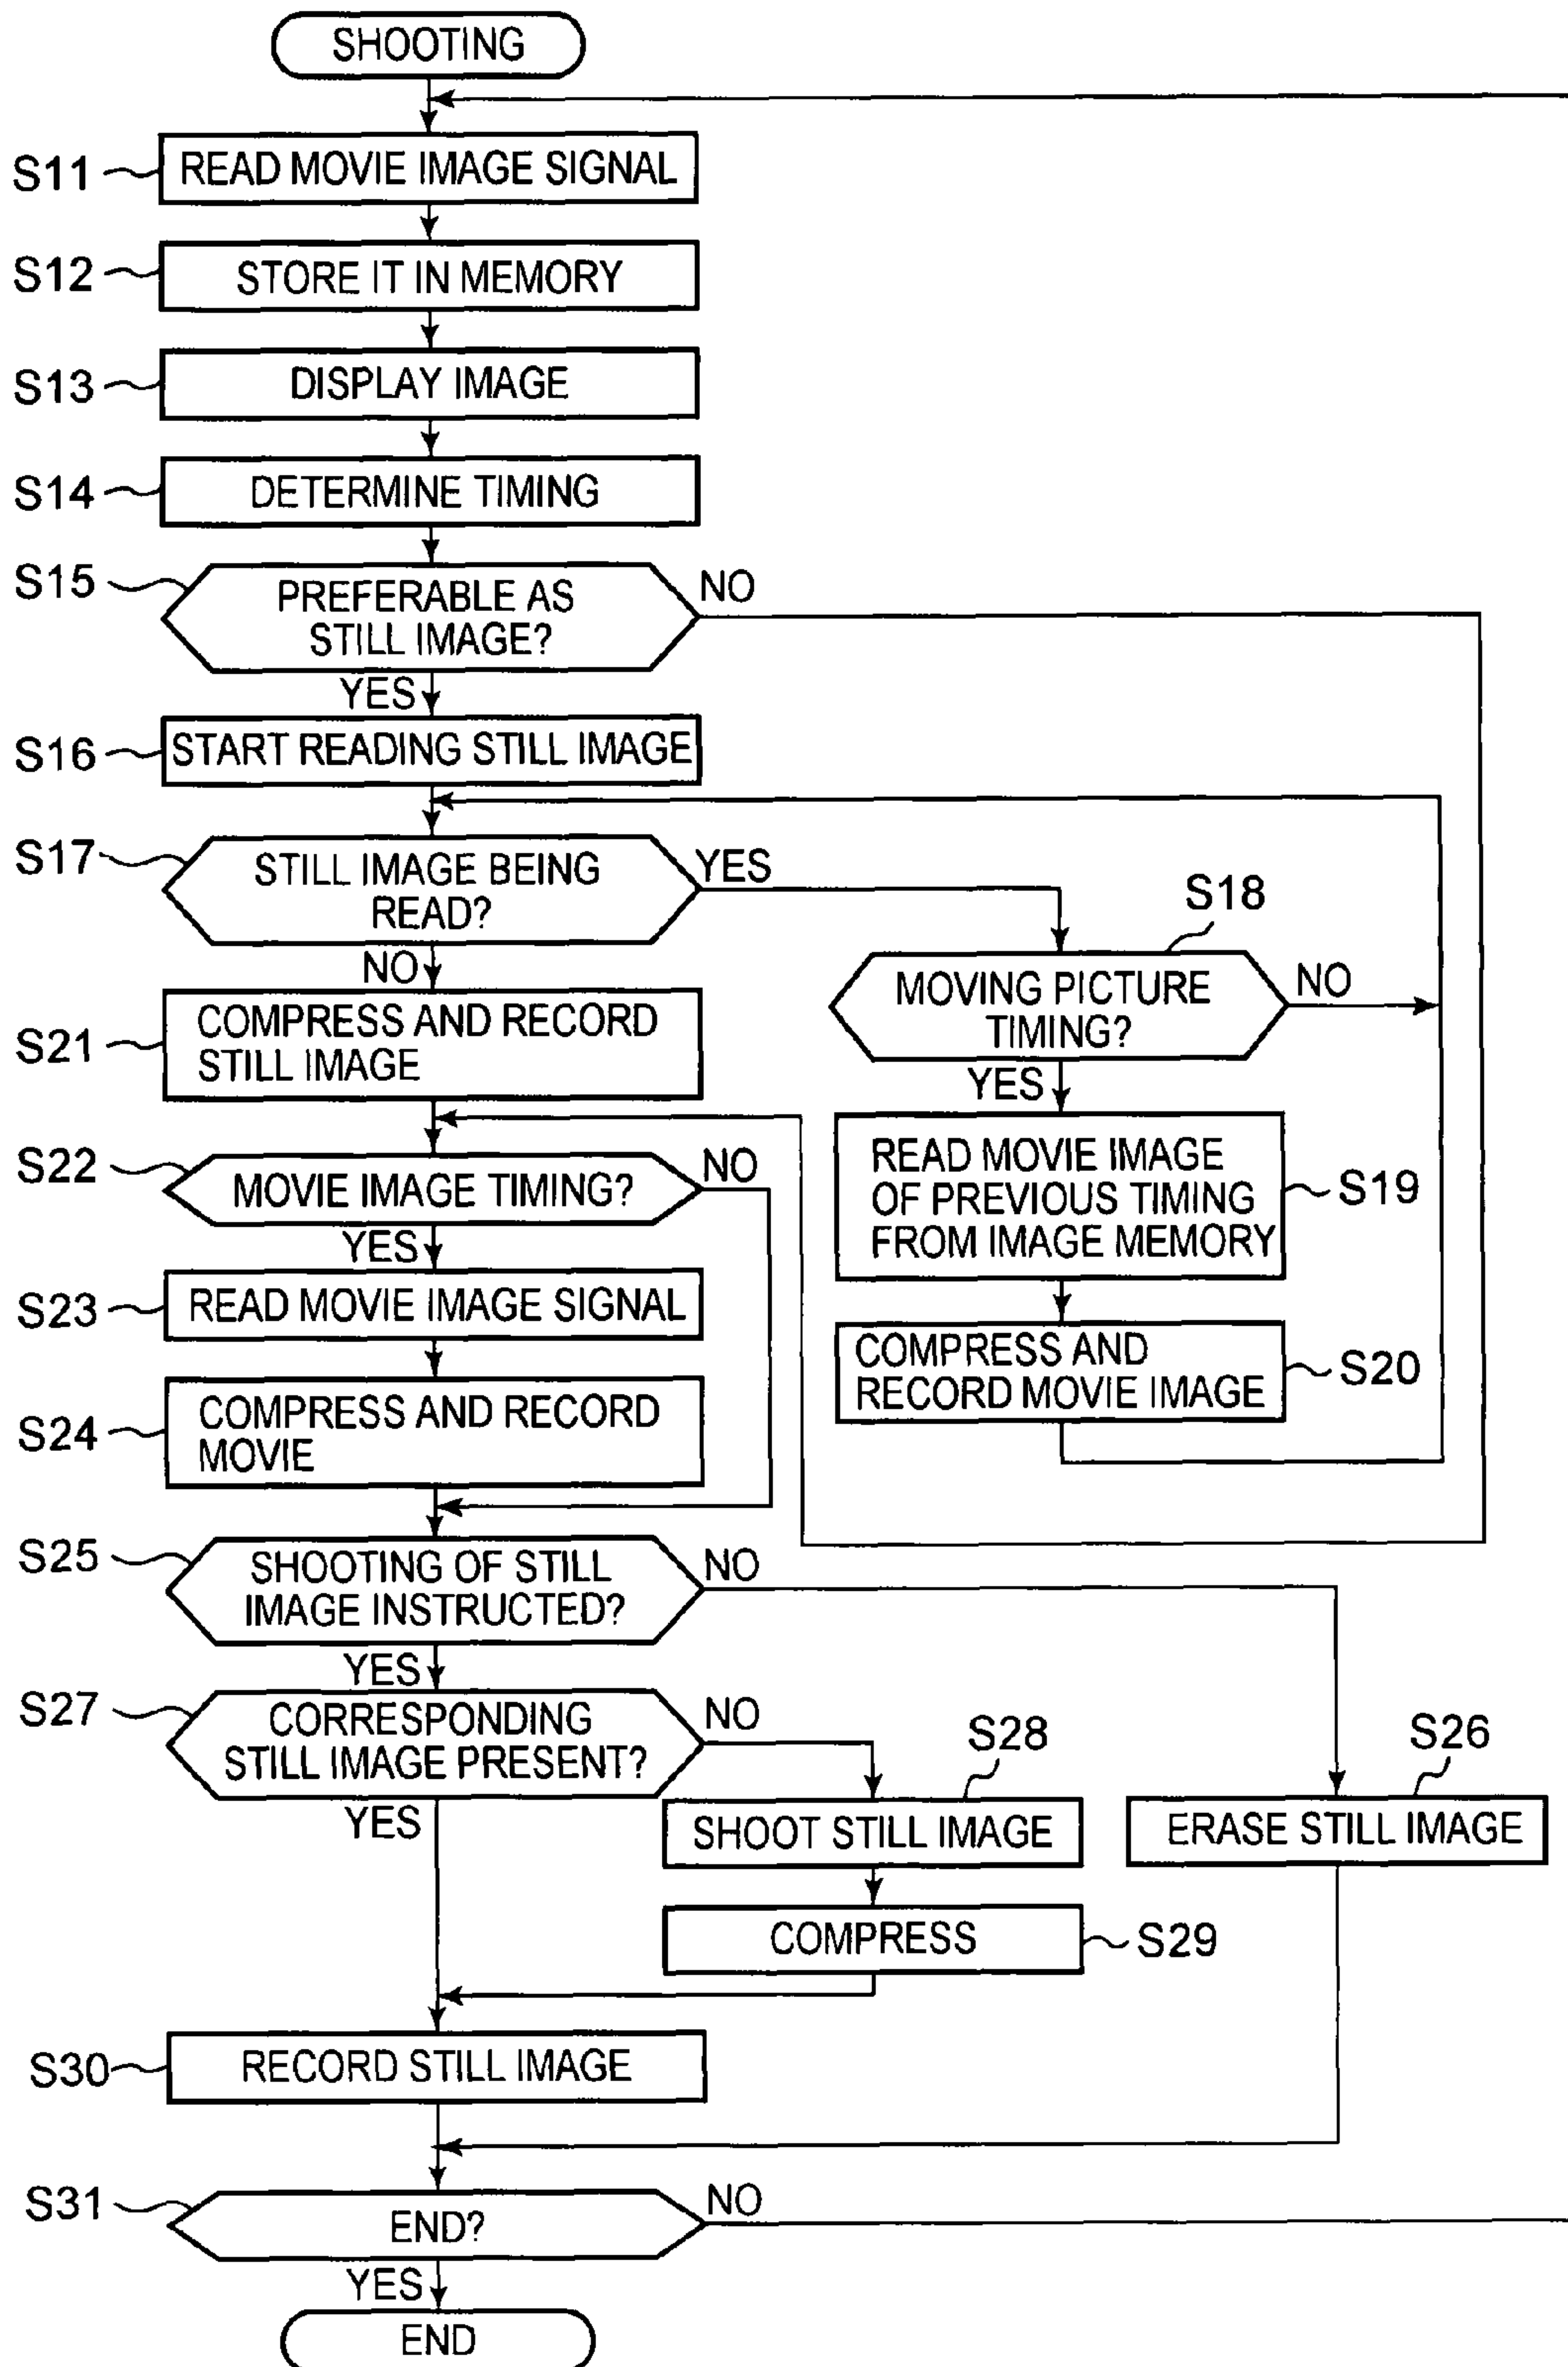 SHOOTING
S11
READ MOVIE IMAGE SIGNAL
S12
STORE IT IN MEMORY
S13
DISPLAY IMAGE
S14
DETERMINE TIMING
S15
PREFERABLE AS
STILL IMAGE?
NO
YES
S16
START READING STILL IMAGE
S17
STILL IMAGE BEING
READ?
YES
NO
S18
MOVING PICTURE
TIMING?
NO
YES
S19
READ MOVIE IMAGE
OF PREVIOUS TIMING
FROM IMAGE MEMORY
S20
COMPRESS AND
RECORD MOVIE IMAGE
S21
COMPRESS AND RECORD
STILL IMAGE
S22
MOVIE IMAGE TIMING?
NO
YES
S23
READ MOVIE IMAGE SIGNAL
S24
COMPRESS AND RECORD
MOVIE
S25
SHOOTING OF STILL
IMAGE INSTRUCTED?
NO
YES
S26
ERASE STILL IMAGE
S27
CORRESPONDING
STILL IMAGE PRESENT?
NO
YES
S28
SHOOT STILL IMAGE
S29
COMPRESS
S30
RECORD STILL IMAGE
S31
END?
NO
YES
END